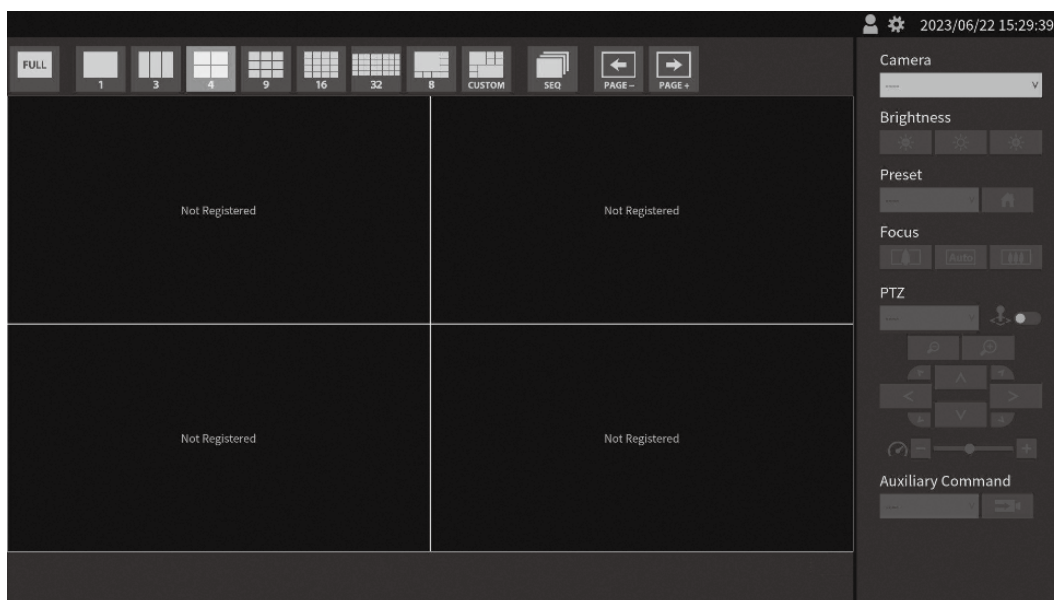 2023/06/22 15:29:39
FULL
1
3
4
9
16
32
8
CUSTOM
SEQ
PAGE−
PAGE+
Not Registered
Not Registered
Not Registered
Not Registered
Camera
----
Brightness
Preset
----
Focus
Auto
PTZ
----
Auxiliary Command
----